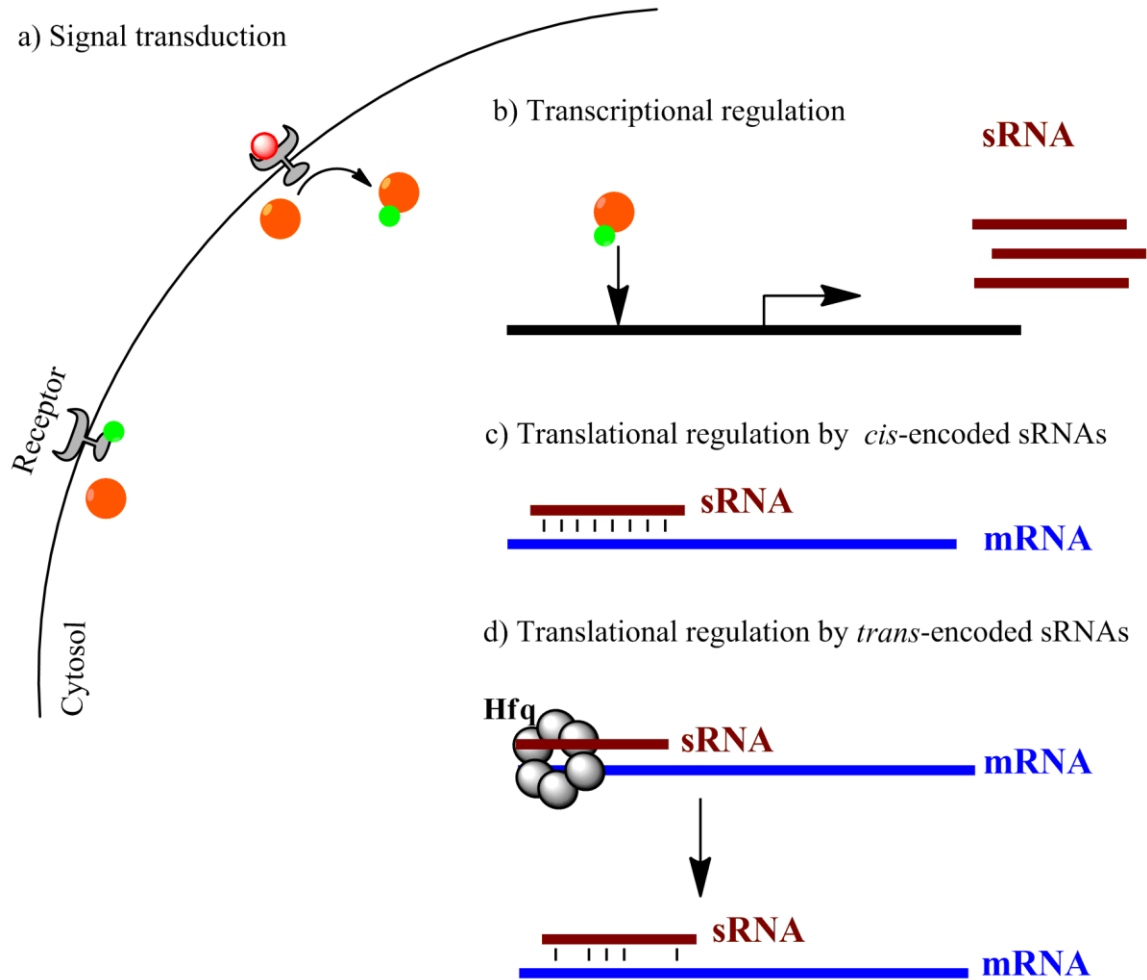 a) Signal transduction
b) Transcriptional regulation
sRNA
Receptor
Cytosol
c) Translational regulation by cis-encoded sRNAs
sRNA
mRNA
d) Translational regulation by trans-encoded sRNAs
Hfq
sRNA
mRNA
sRNA
mRNA